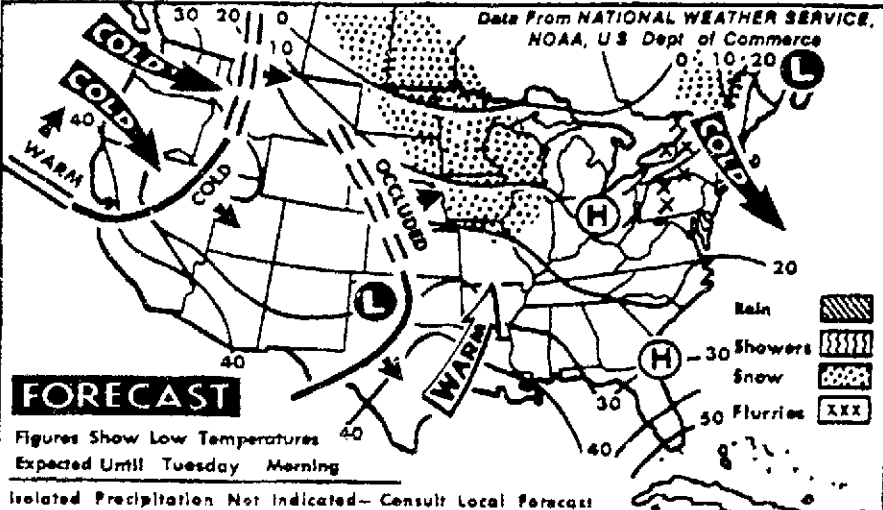 30 20 0
10
Data From NATIONAL WEATHER SERVICE,
NOAA, U S Dept of Commerce
0 10 20
L
COLD
COLD
40
WARM
COLD
OCCLUDED
COLD
0
H
20
L
WARM
H
30
40
30
40
40
50
Rain
Showers
Snow
Flurries XXX
FORECAST
Figures Show Low Temperatures
Expected Until Tuesday Morning
Isolated Precipitation Not Indicated– Consult Local Forecast